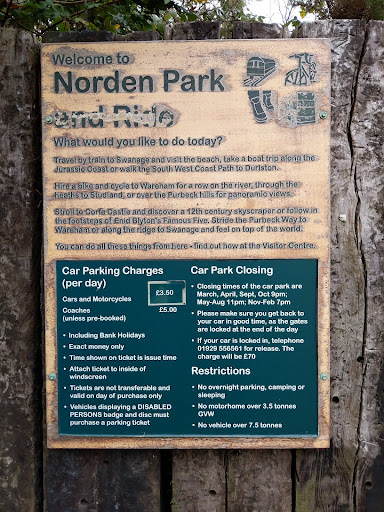 Welcome to
Norden Park
and Ride
What would you like to do today?
Travel by train to Swanage and visit the beach, take a boat trip along the
Jurassic Coast or walk the South West Coast Path to Durlston.
Hire a bike and cycle to Wareham for a row on the river, through the
heaths to Studland, or over the Purbeck hills for panoramic views.
Stroll to Corfe Castle and discover a 12th century skyscraper or follow in
the footsteps of Enid Blyton's Famous Five. Stride the Purbeck Way to
Wareham or along the ridge to Swanage and feel on top of the world.
You can do all these things from here - find out how at the Visitor Centre.
Car Parking Charges
(per day)
Cars and Motorcycles £3.50
Coaches £5.00
(unless pre-booked)
• Including Bank Holidays
• Exact money only
• Time shown on ticket is issue time
• Attach ticket to inside of
windscreen
• Tickets are not transferable and
valid on day of purchase only
• Vehicles displaying a DISABLED
PERSONS badge and disc must
purchase a parking ticket
Car Park Closing
• Closing times of the car park are
March, April, Sept, Oct 9pm;
May-Aug 11pm; Nov-Feb 7pm
• Please make sure you get back to
your car in good time, as the gates
are locked at the end of the day
• If your car is locked in, telephone
01929 556561 for release. The
charge will be £70
Restrictions
• No overnight parking, camping or
sleeping
• No motorhome over 3.5 tonnes
GVW
• No vehicle over 7.5 tonnes